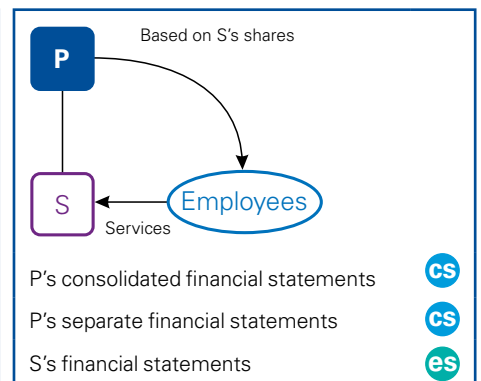 Based on S’s shares
P
S
Employees
Services
P’s consolidated financial statements cs
P’s separate financial statements cs
S’s financial statements es